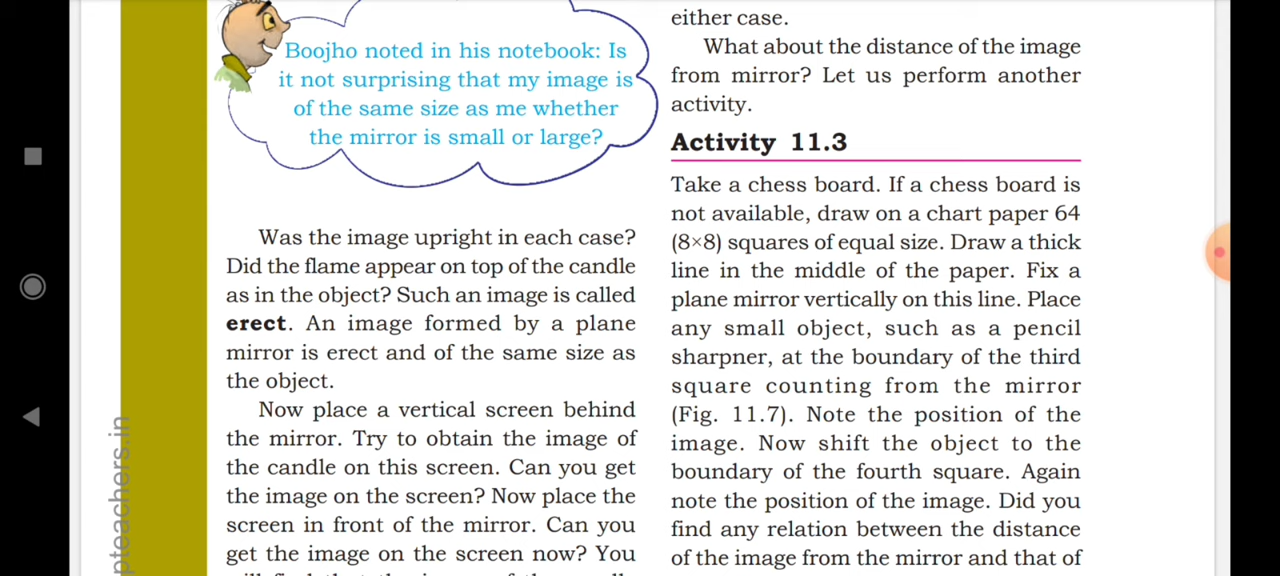 Boojho noted in his notebook: Is
it not surprising that my image is
of the same size as me whether
the mirror is small or large?
Was the image upright in each case?
Did the flame appear on top of the candle
as in the object? Such an image is called
erect. An image formed by a plane
mirror is erect and of the same size as
the object.
Now place a vertical screen behind
the mirror. Try to obtain the image of
the candle on this screen. Can you get
the image on the screen? Now place the
screen in front of the mirror. Can you
get the image on the screen now? You
either case.
What about the distance of the image
from mirror? Let us perform another
activity.
Activity 11.3
Take a chess board. If a chess board is
not available, draw on a chart paper 64
(8×8) squares of equal size. Draw a thick
line in the middle of the paper. Fix a
plane mirror vertically on this line. Place
any small object, such as a pencil
sharpner, at the boundary of the third
square counting from the mirror
(Fig. 11.7). Note the position of the
image. Now shift the object to the
boundary of the fourth square. Again
note the position of the image. Did you
find any relation between the distance
of the image from the mirror and that of
pteachers.in